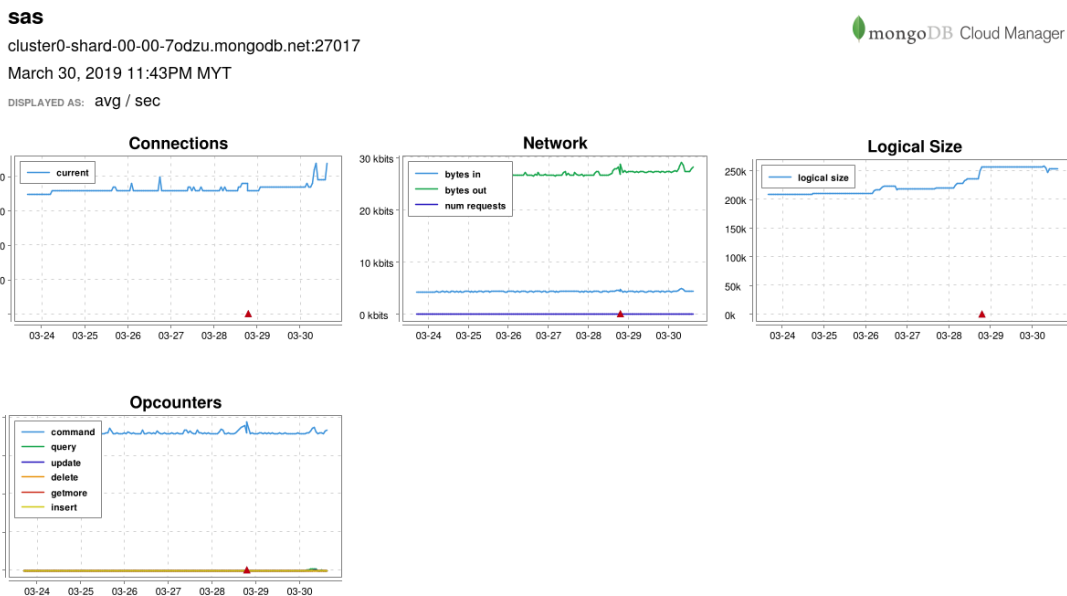 sas
mongoDB Cloud Manager
cluster0-shard-00-00-7odzu.mongodb.net:27017
March 30, 2019 11:43PM MYT
DISPLAYED AS: avg / sec
Connections
current
0
0
0
0
03-24 03-25 03-26 03-27 03-28 03-29 03-30
Network
30 kbits
20 kbits
10 kbits
0 kbits
bytes in
bytes out
num requests
03-24 03-25 03-26 03-27 03-28 03-29 03-30
Logical Size
250k
200k
150k
100k
50k
0k
logical size
03-24 03-25 03-26 03-27 03-28 03-29 03-30
Opcounters
command
query
update
delete
getmore
insert
03-24 03-25 03-26 03-27 03-28 03-29 03-30